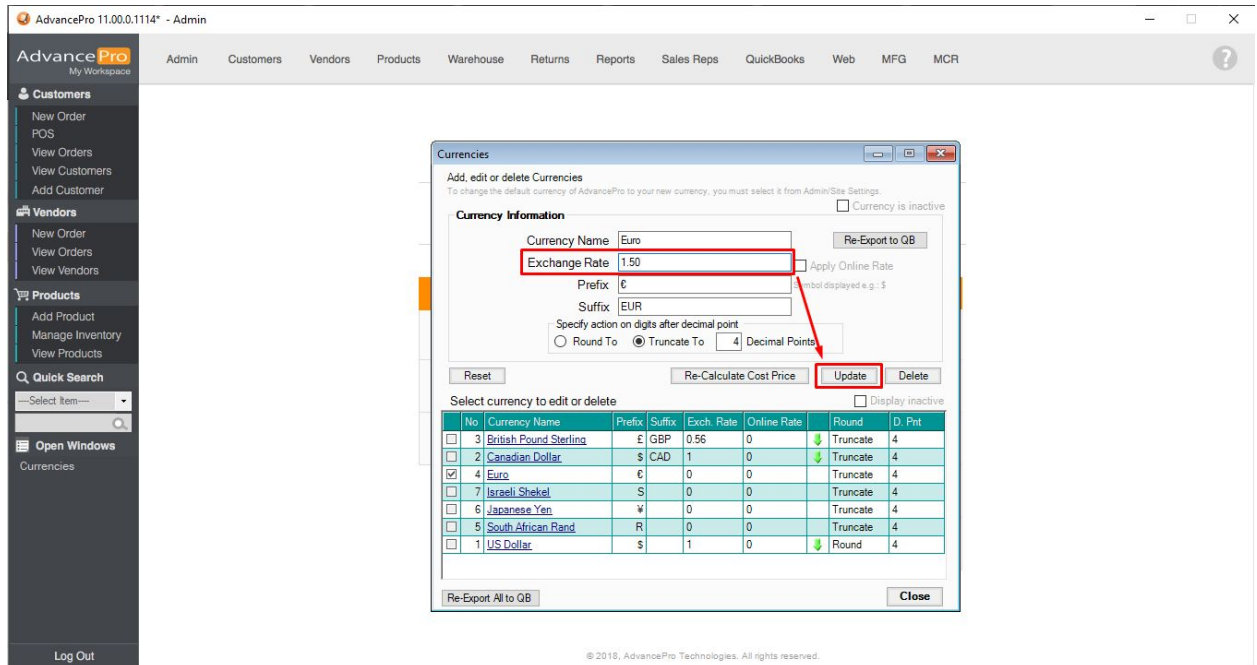 AdvancePro 11.00.0.1114* - Admin
AdvancePro
My Workspace
Admin Customers Vendors Products Warehouse Returns Reports Sales Reps QuickBooks Web MFG MCR
?
Customers
New Order
POS
View Orders
View Customers
Add Customer
Vendors
New Order
View Orders
View Vendors
Products
Add Product
Manage Inventory
View Products
Quick Search
---Select Item---
Open Windows
Currencies
Log Out
Currencies
Add, edit or delete Currencies
To change the default currency of AdvancePro to your new currency, you must select it from Admin/Site Settings.
Currency is inactive
Currency Information
Currency Name Euro Re-Export to QB
Exchange Rate 1.50 Apply Online Rate
Prefix € Symbol displayed e.g.: $
Suffix EUR
Specify action on digits after decimal point
Round To Truncate To 4 Decimal Points
Reset Re-Calculate Cost Price Update Delete
Select currency to edit or delete Display inactive
No Currency Name Prefix Suffix Exch. Rate Online Rate Round D. Pnt
3 British Pound Sterling £ GBP 0.56 0 Truncate 4
2 Canadian Dollar $ CAD 1 0 Truncate 4
4 Euro € 0 0 Truncate 4
7 Israeli Shekel S 0 0 Truncate 4
6 Japanese Yen ¥ 0 0 Truncate 4
5 South African Rand R 0 0 Truncate 4
1 US Dollar $ 1 0 Round 4
Re-Export All to QB Close
© 2018, AdvancePro Technologies. All rights reserved.